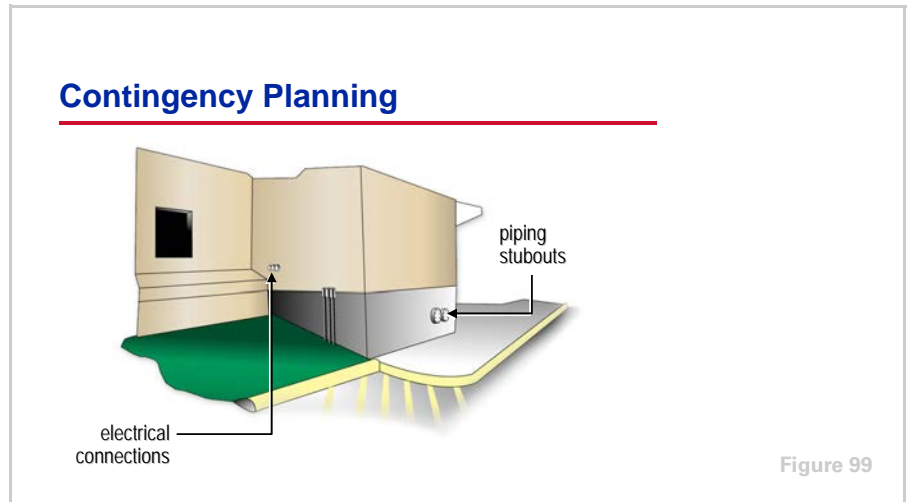 Contingency Planning
piping
stubouts
electrical
connections
Figure 99